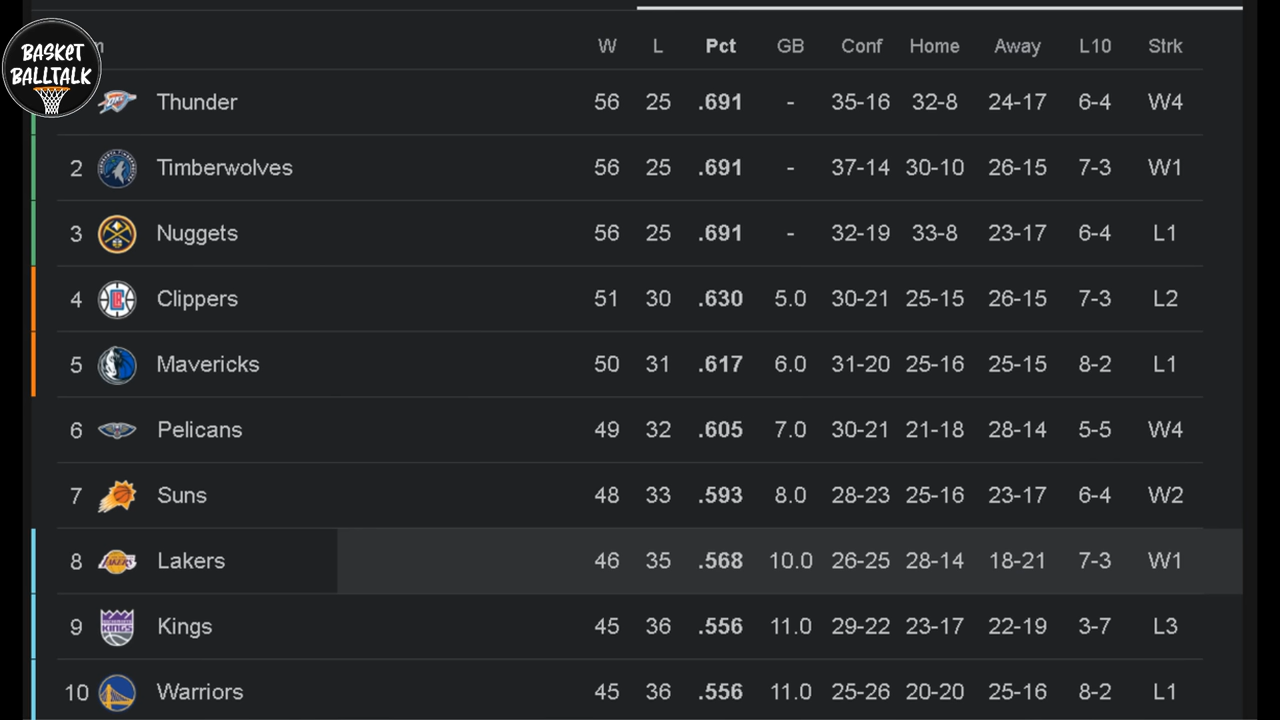 BASKET
BALLTALK
m W L Pct GB Conf Home Away L10 Strk
Thunder 56 25 .691 - 35-16 32-8 24-17 6-4 W4
2 Timberwolves 56 25 .691 - 37-14 30-10 26-15 7-3 W1
3 Nuggets 56 25 .691 - 32-19 33-8 23-17 6-4 L1
4 Clippers 51 30 .630 5.0 30-21 25-15 26-15 7-3 L2
5 Mavericks 50 31 .617 6.0 31-20 25-16 25-15 8-2 L1
6 Pelicans 49 32 .605 7.0 30-21 21-18 28-14 5-5 W4
7 Suns 48 33 .593 8.0 28-23 25-16 23-17 6-4 W2
8 Lakers 46 35 .568 10.0 26-25 28-14 18-21 7-3 W1
9 Kings 45 36 .556 11.0 29-22 23-17 22-19 3-7 L3
10 Warriors 45 36 .556 11.0 25-26 20-20 25-16 8-2 L1